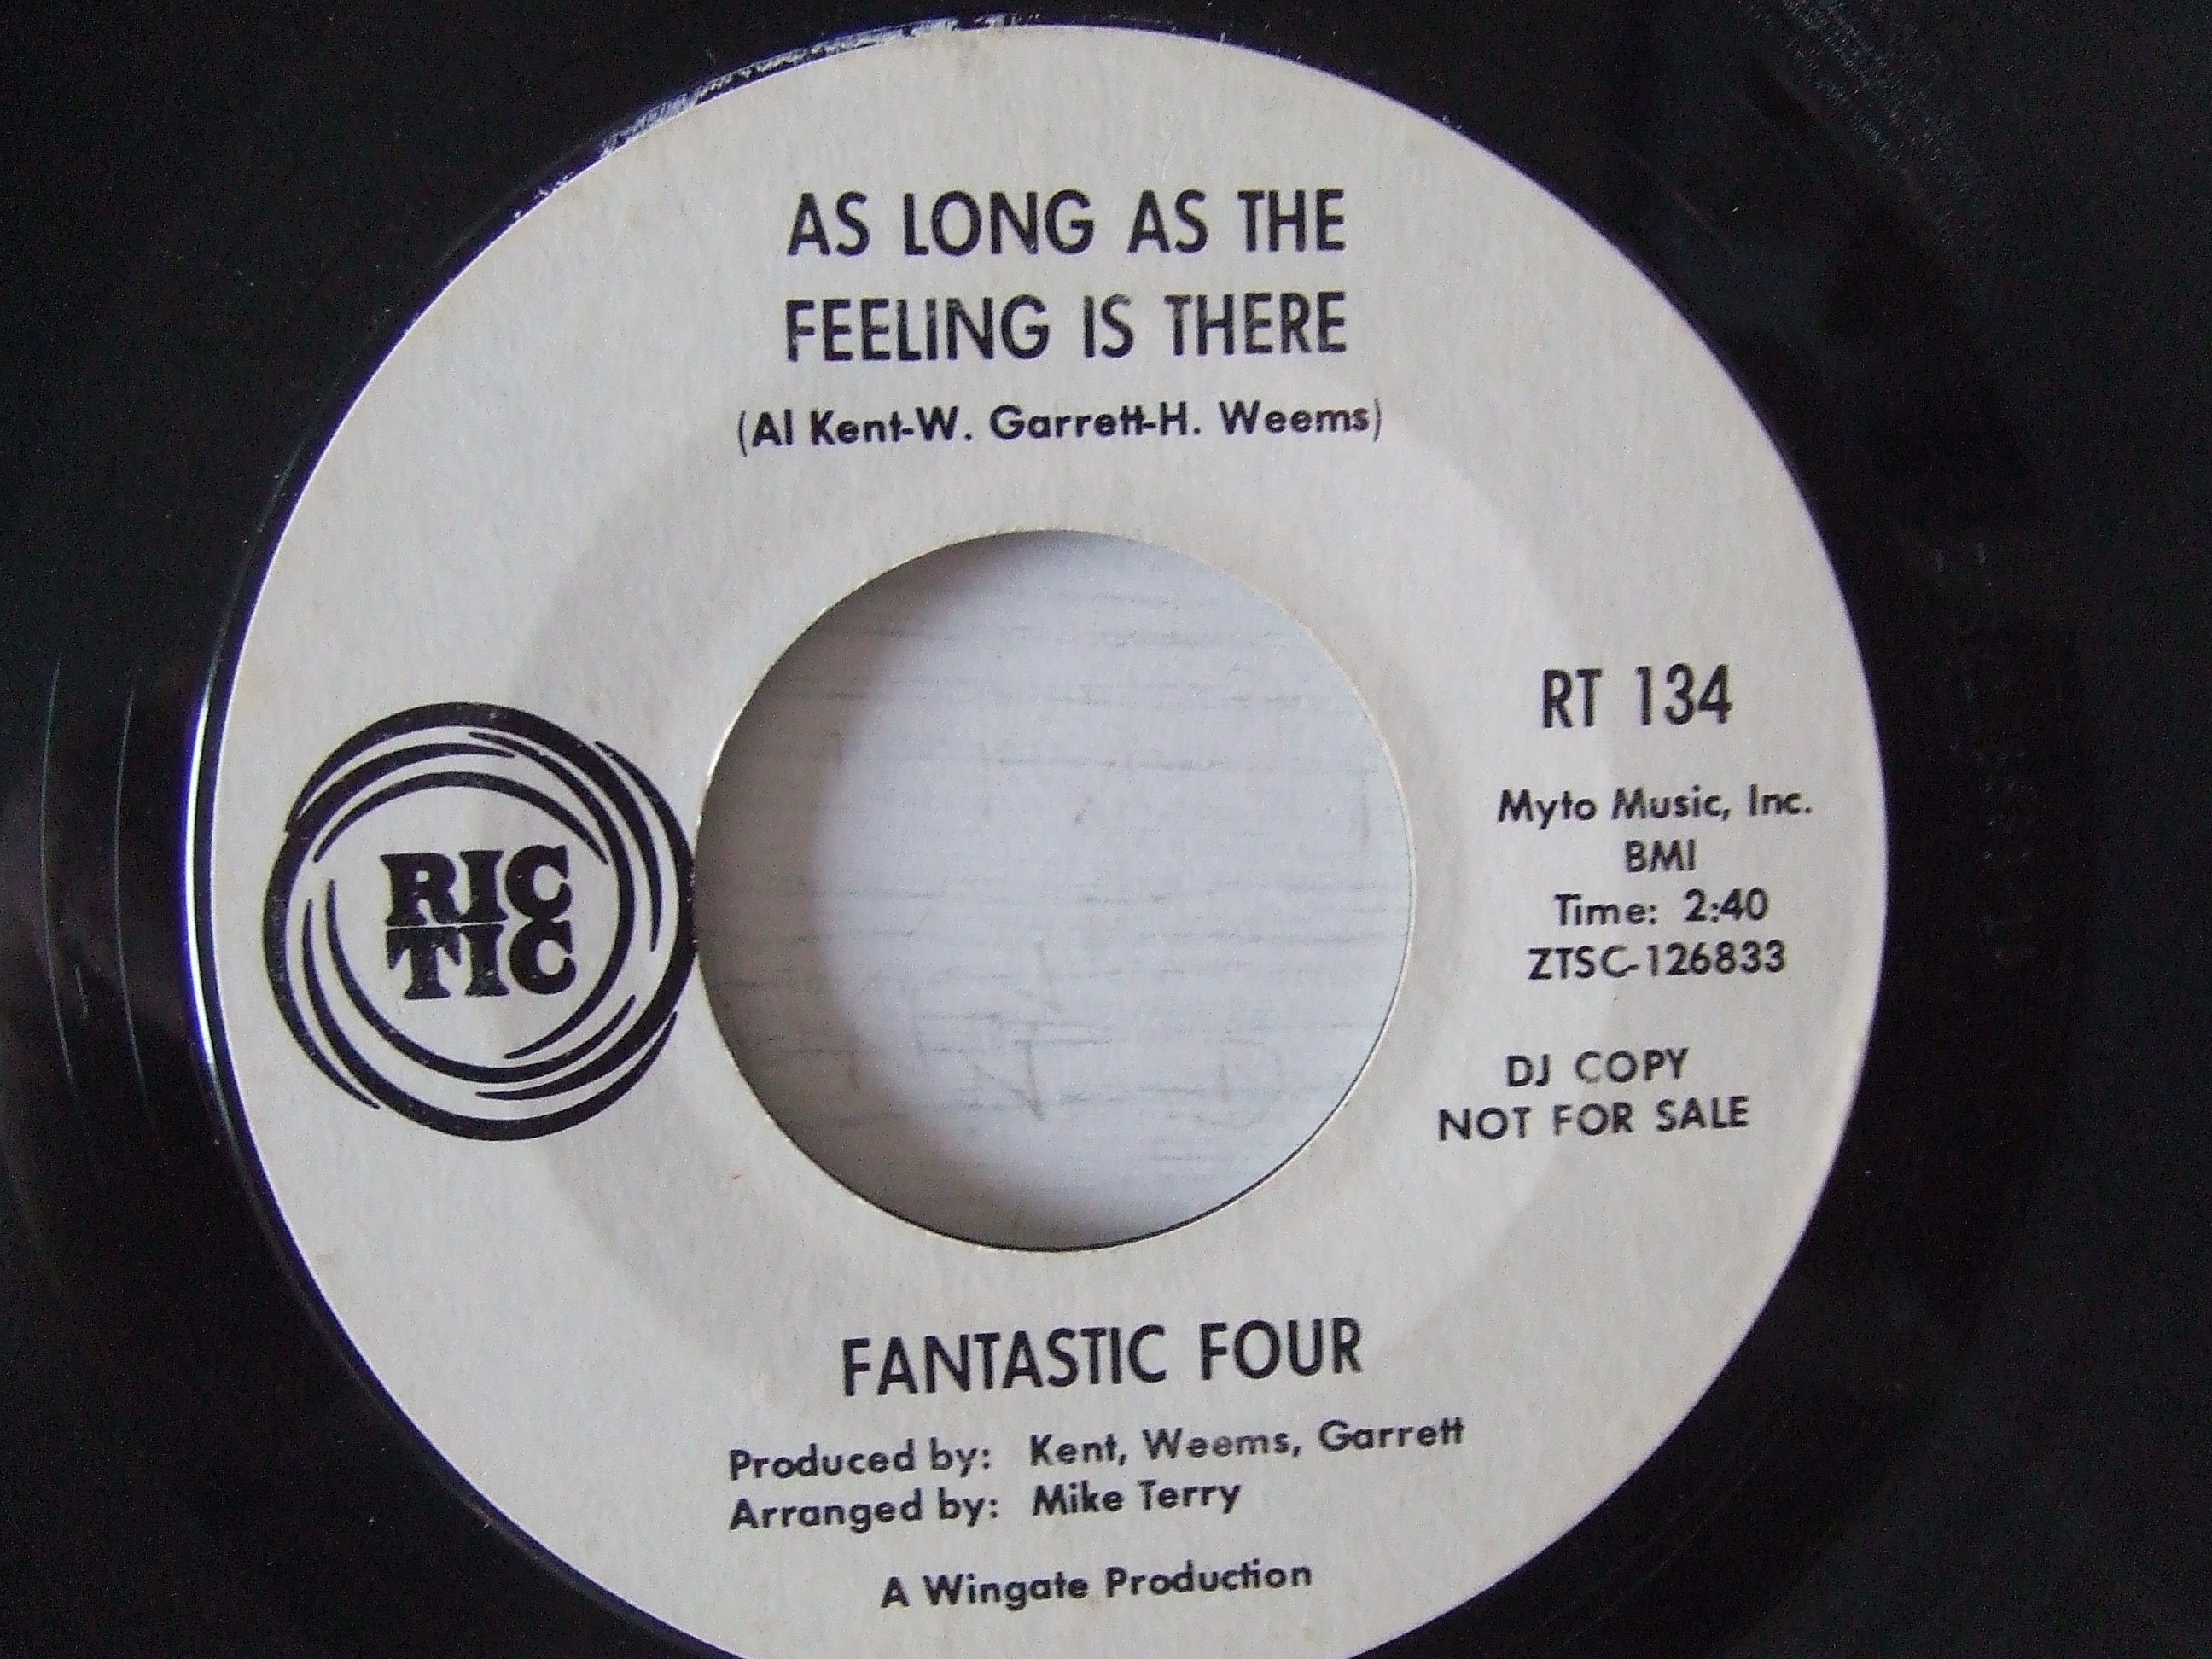 AS LONG AS THE
FEELING IS THERE
(Al Kent-W. Garrett-H. Weems)
RIC
TIC
RT 134
Myto Music, Inc.
BMI
Time: 2:40
ZTSC-126833
DJ COPY
NOT FOR SALE
FANTASTIC FOUR
Produced by: Kent, Weems, Garrett
Arranged by: Mike Terry
A Wingate Production